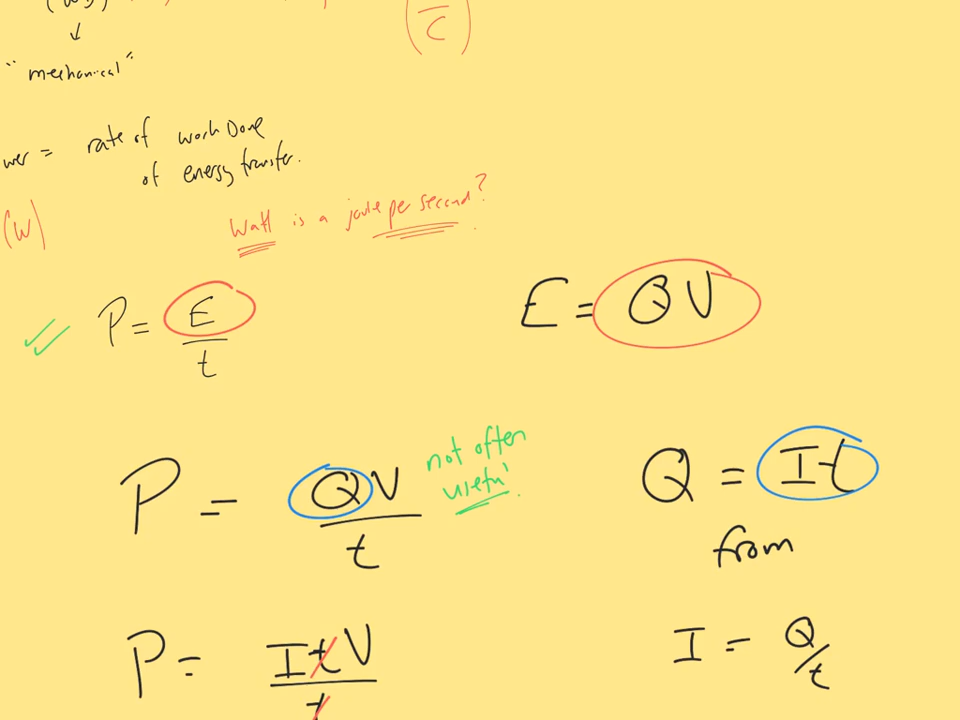 C
"mechanical"
wer = rate of work Done
of energy transfer.
(W)
Watt is a joule per second?
P = E/t
E = QV
P = QV/t
not often
useful.
Q = It
from
P = ItV/t
I = Q/t